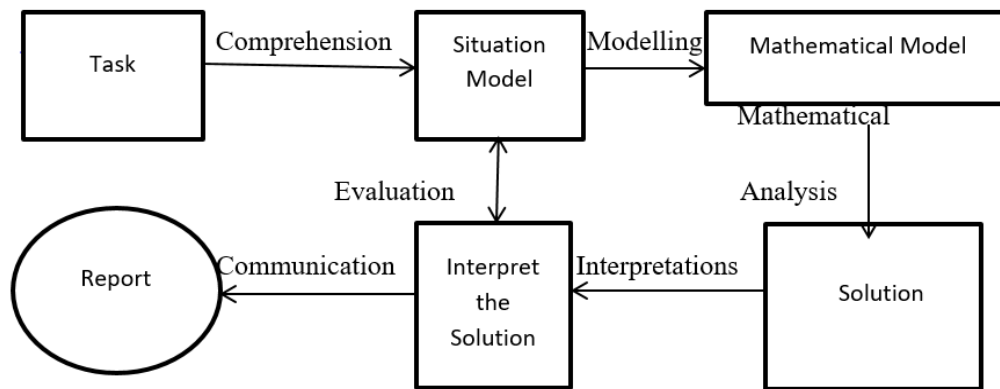 Task
Comprehension
Situation
Model
Modelling
Mathematical Model
Mathematical
Analysis
Evaluation
Report
Communication
Interpret
the
Solution
Interpretations
Solution